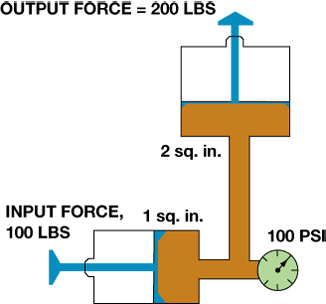 OUTPUT FORCE = 200 LBS
2 sq. in.
INPUT FORCE,
100 LBS
1 sq. in.
100 PSI